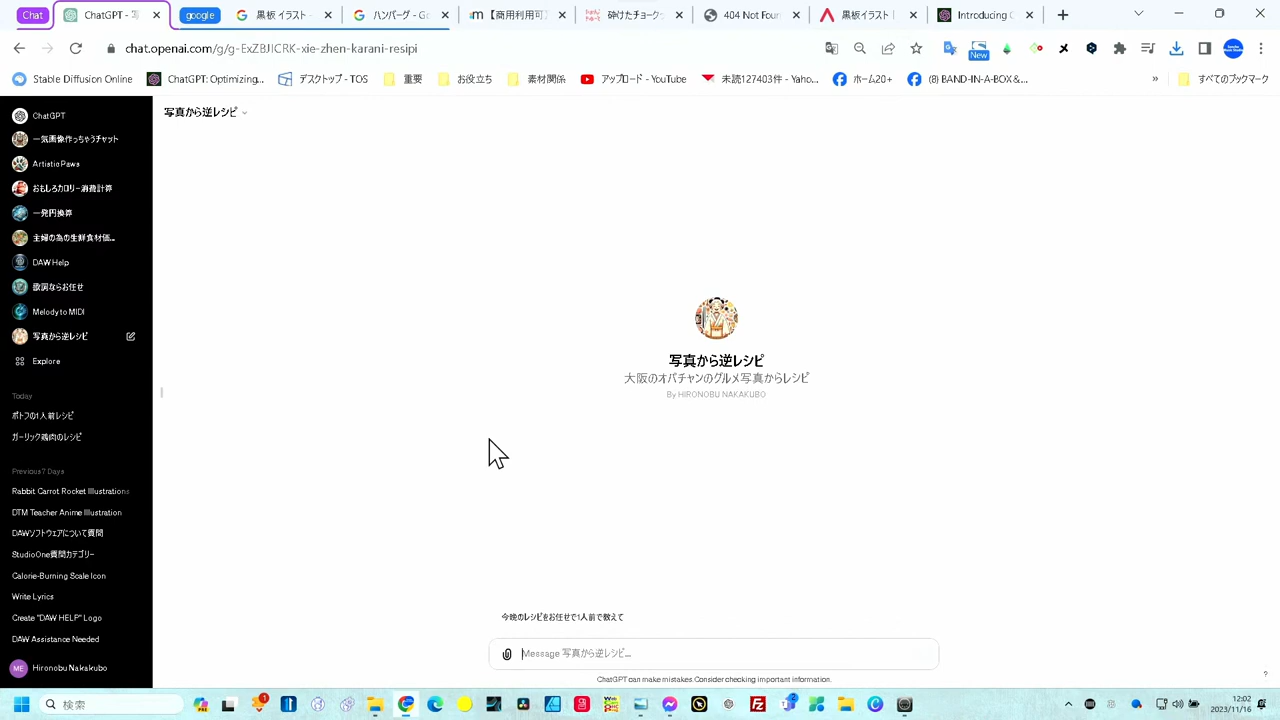 Chat
ChatGPT - 写
google
黒板 イラスト -
ハンバーグ - Go
【商用利用可
砕けたチョーク
404 Not Foun
黒板イラスト
Introducing G
chat.openai.com/g/g-ExZBJfCRK-xie-zhen-karani-resipi
New
Stable Diffusion Online
ChatGPT: Optimizing...
デスクトップ - TOS
重要
お役立ち
素材関係
アップロード - YouTube
未読127403件 - Yaho...
ホーム20+
(8) BAND-IN-A-BOX&...
»
すべてのブックマーク
ChatGPT
一気画像作っちゃうチャット
Artistic Paws
おもしろカロリー消費計算
一発円換算
主婦の為の生鮮食材価...
DAW Help
歌詞ならお任せ
Melody to MIDI
写真から逆レシピ
Explore
Today
ポトフの1人前レシピ
ガーリック鶏肉のレシピ
Previous 7 Days
Rabbit Carrot Rocket Illustrations
DTM Teacher Anime Illustration
DAWソフトウェアについて質問
StudioOne質問カテゴリー
Calorie-Burning Scale Icon
Write Lyrics
Create "DAW HELP" Logo
DAW Assistance Needed
ME Hironobu Nakakubo
写真から逆レシピ
写真から逆レシピ
大阪のオバチャンのグルメ写真からレシピ
By HIRONOBU NAKAKUBO
今晩のレシピをお任せで1人前で教えて
Message 写真から逆レシピ...
ChatGPT can make mistakes. Consider checking important information.
?
検索
12:02
2023/11/16